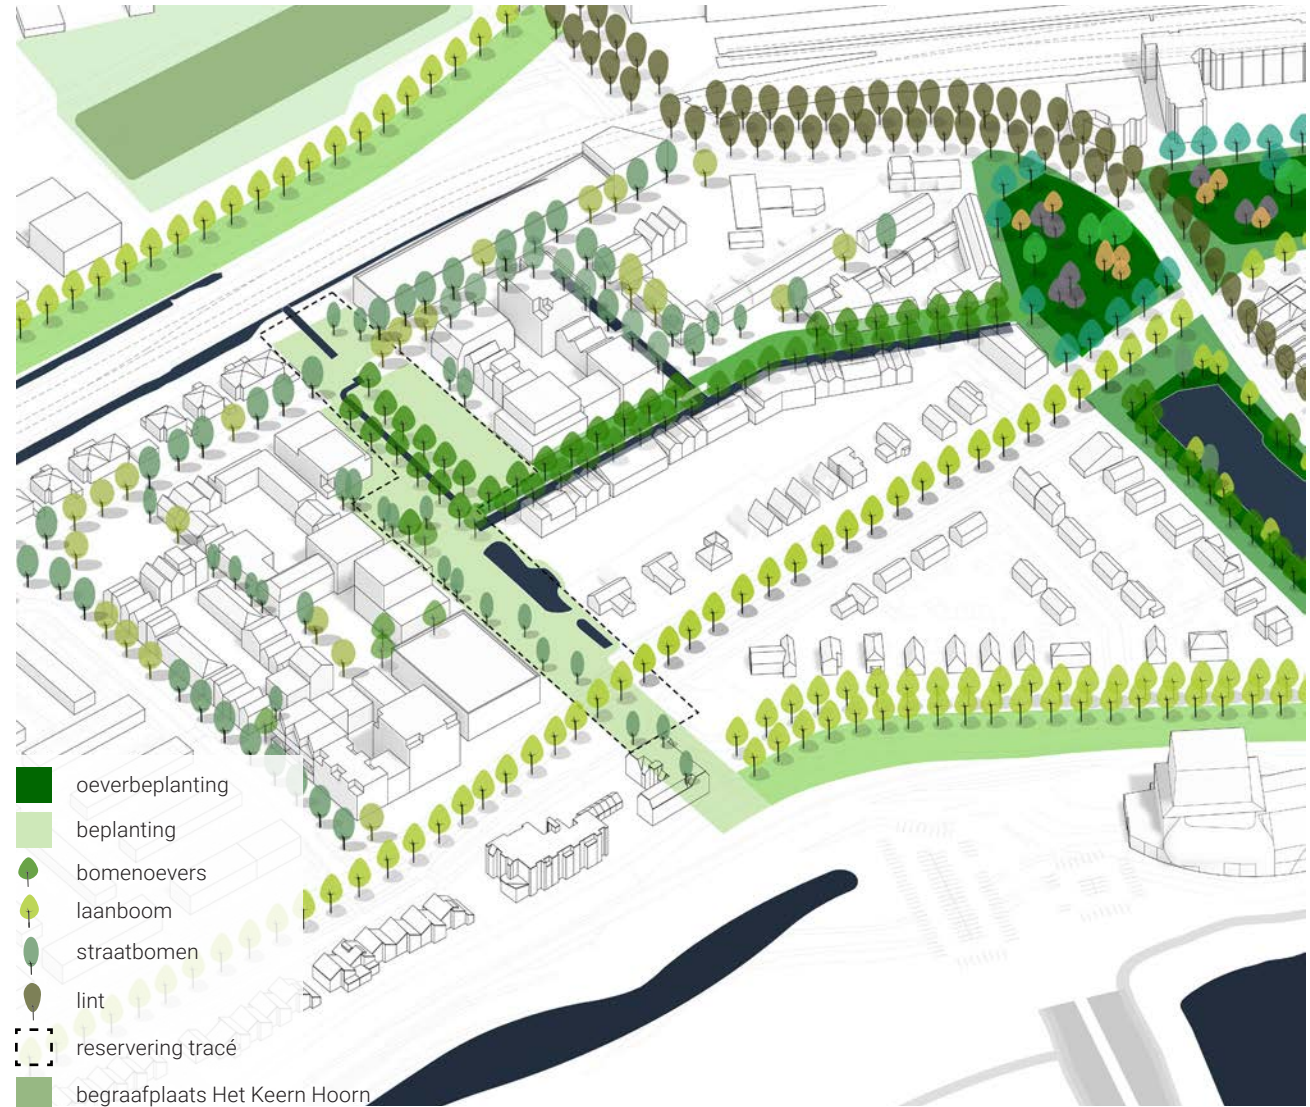 oeverbeplanting
beplanting
bomenoevers
laanboom
straatbomen
lint
reservering tracé
begraafplaats Het Keern Hoorn